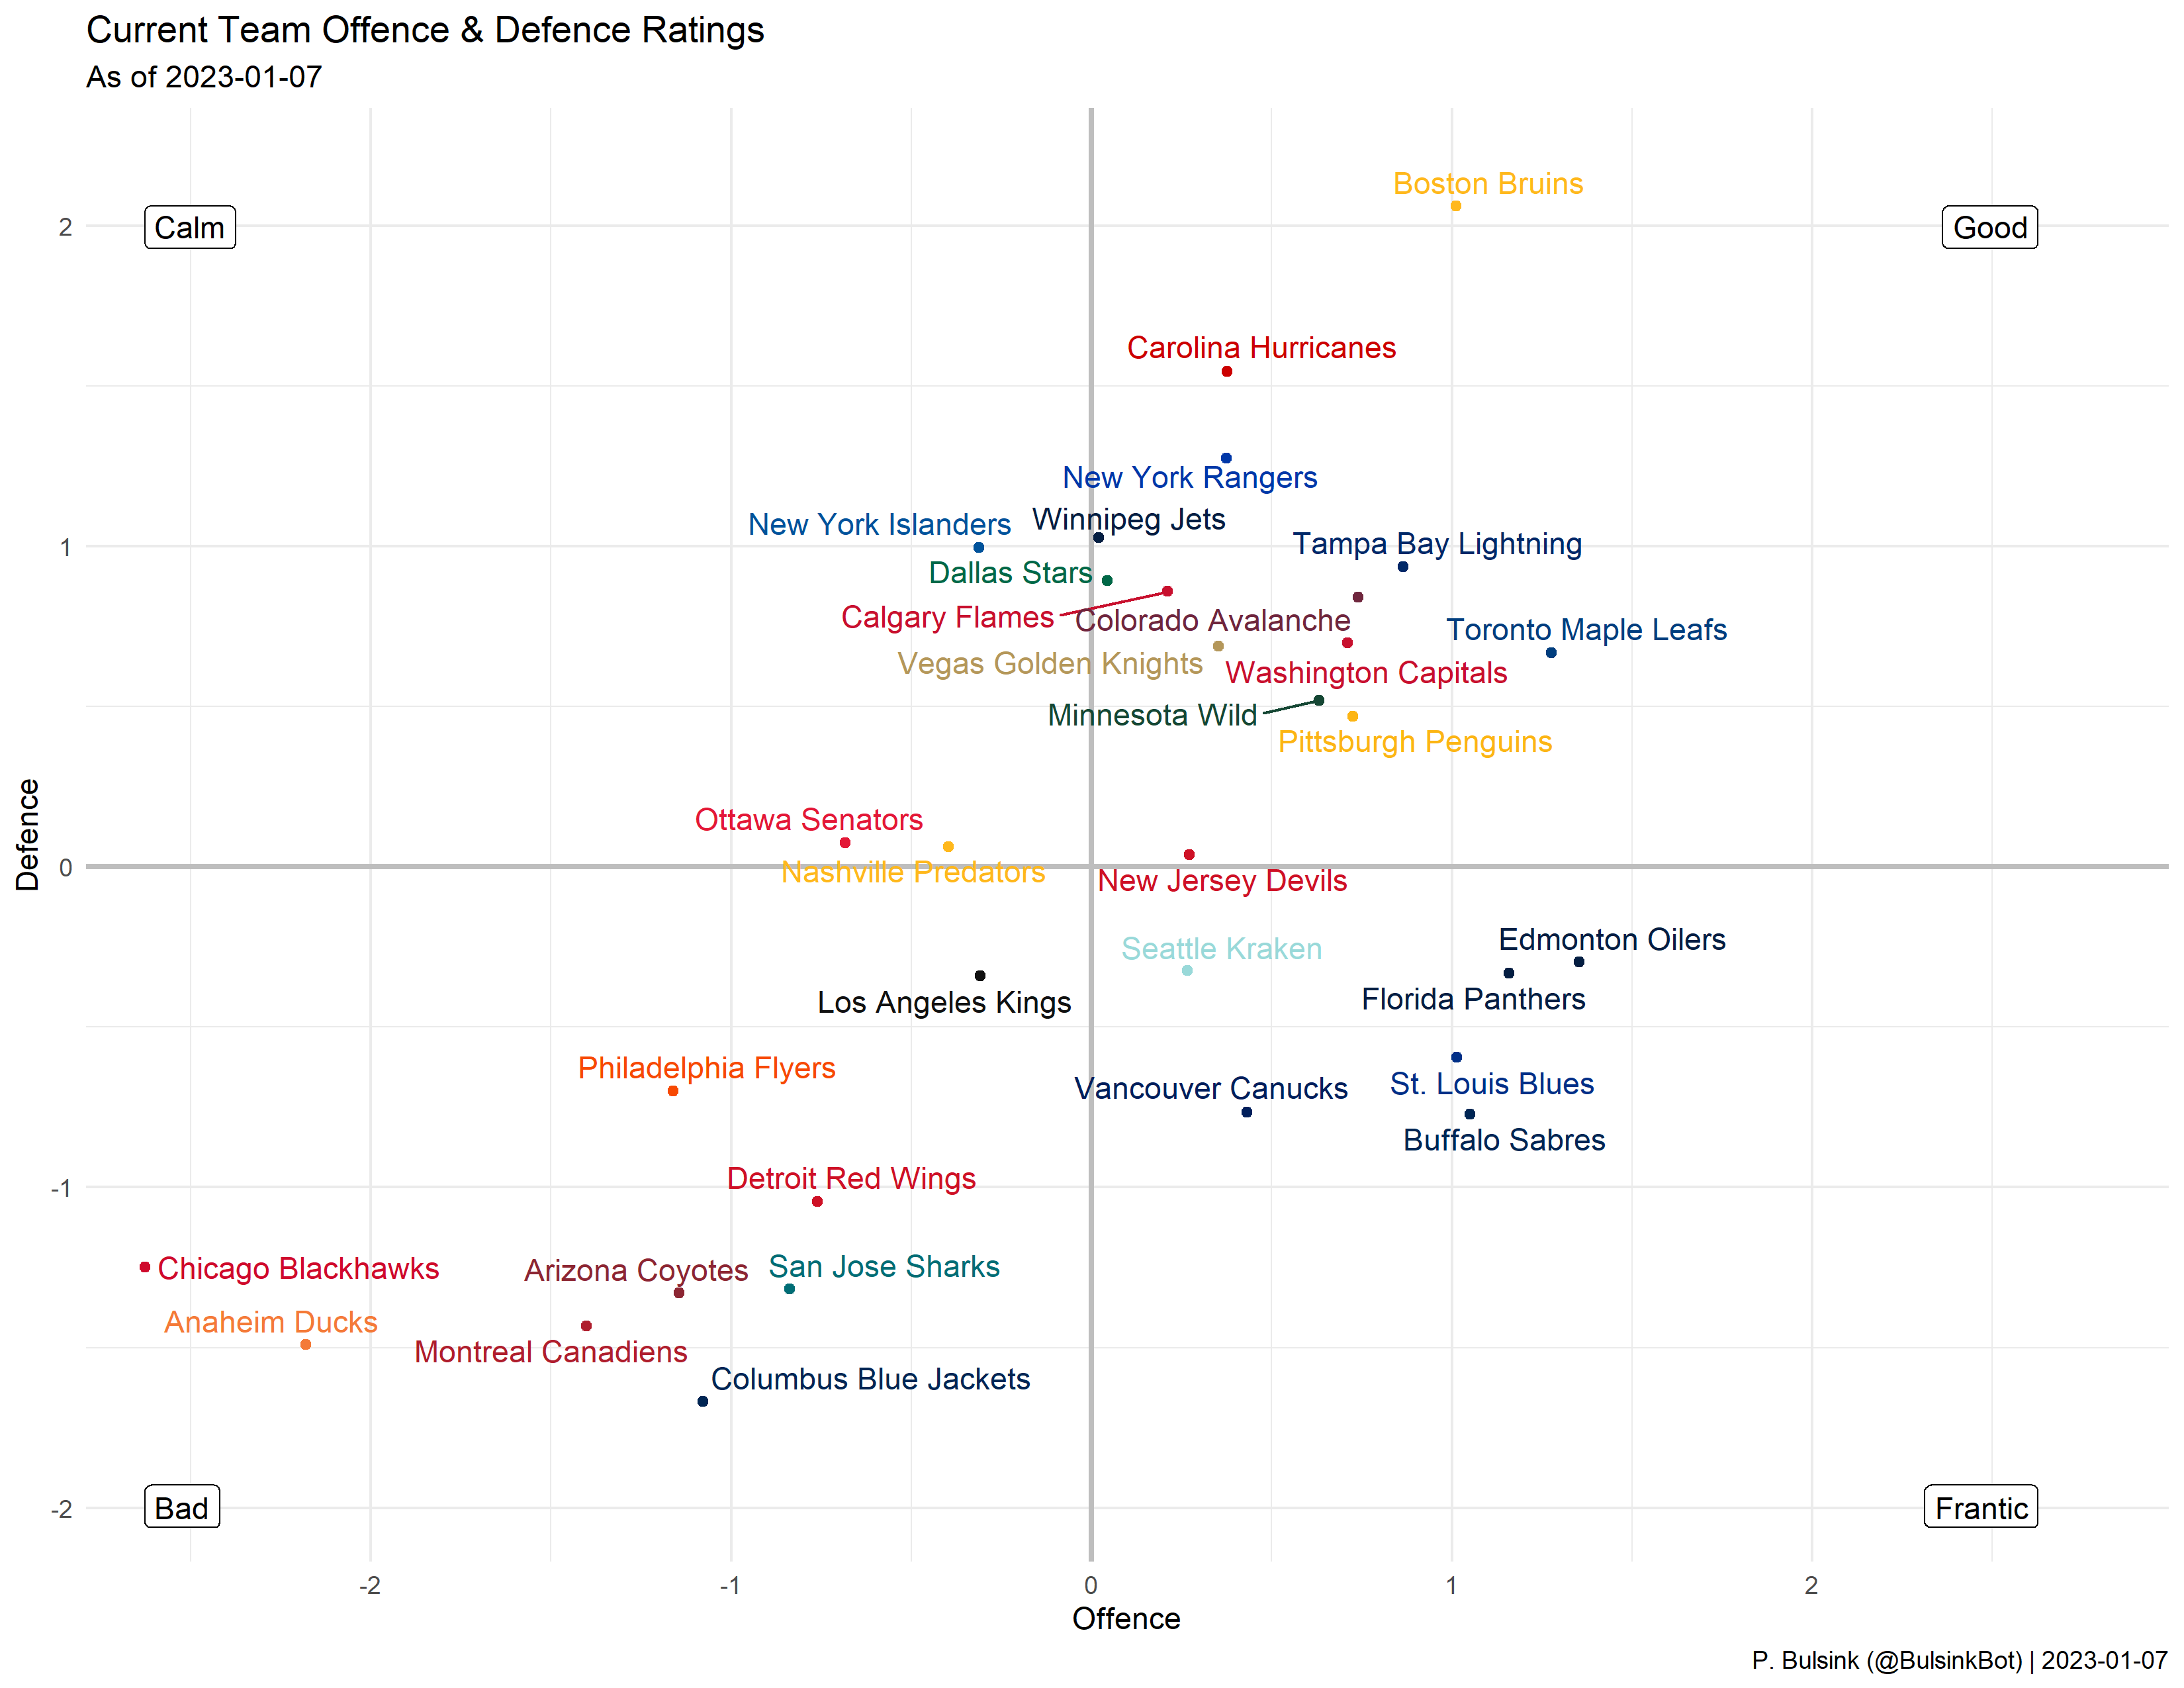 Current Team Offence & Defence Ratings
As of 2023-01-07
Boston Bruins
Calm
Good
2
Carolina Hurricanes
New York Rangers
Winnipeg Jets
New York Islanders
Tampa Bay Lightning
1
Dallas Stars
Calgary Flames
Colorado Avalanche
Toronto Maple Leafs
Vegas Golden Knights
Washington Capitals
Minnesota Wild
Pittsburgh Penguins
Defence
Ottawa Senators
0
Nashville Predators
New Jersey Devils
Edmonton Oilers
Seattle Kraken
Florida Panthers
Los Angeles Kings
Philadelphia Flyers
St. Louis Blues
Vancouver Canucks
Buffalo Sabres
Detroit Red Wings
-1
Chicago Blackhawks
Arizona Coyotes
San Jose Sharks
Anaheim Ducks
Montreal Canadiens
Columbus Blue Jackets
Bad
Frantic
-2
-2
-1
0
1
2
Offence
P. Bulsink (@BulsinkBot) | 2023-01-07